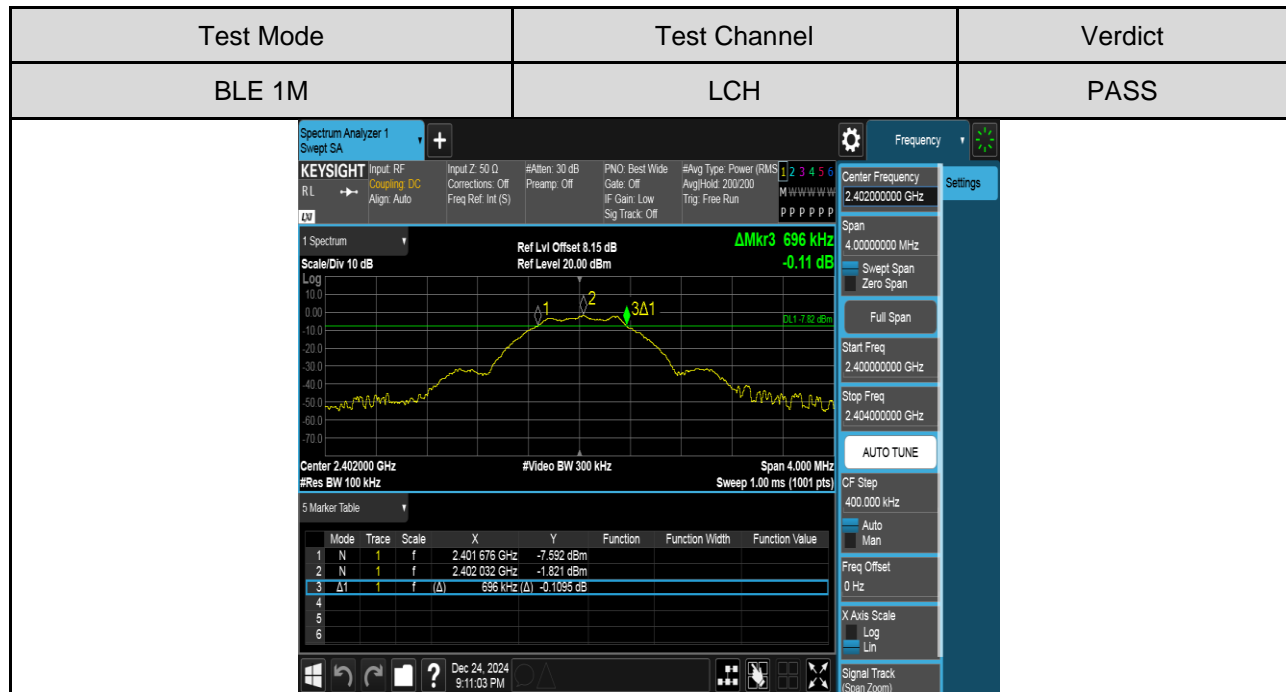 Test Mode Test Channel Verdict
BLE 1M LCH PASS
Spectrum Analyzer 1
Swept SA
+
Frequency
KEYSIGHT
RL
LXI
Input: RF
Coupling: DC
Align: Auto
Input Z: 50 Ω
Corrections: Off
Freq Ref: Int (S)
#Atten: 30 dB
Preamp: Off
PNO: Best Wide
Gate: Off
IF Gain: Low
Sig Track: Off
#Avg Type: Power (RMS
Avg|Hold: 200/200
Trig: Free Run
1 2 3 4 5 6
M W W W W W
P P P P P P
1 Spectrum
Scale/Div 10 dB
Ref Lvl Offset 8.15 dB
Ref Level 20.00 dBm
ΔMkr3 696 kHz
-0.11 dB
Log
10.0
0.00
-10.0
-20.0
-30.0
-40.0
-50.0
-60.0
-70.0
1
2
3Δ1
DL1 -7.82 dBm
Center 2.402000 GHz #Video BW 300 kHz Span 4.000 MHz
#Res BW 100 kHz Sweep 1.00 ms (1001 pts)
5 Marker Table
Mode Trace Scale X Y Function Function Width Function Value
1 N 1 f 2.401 676 GHz -7.592 dBm
2 N 1 f 2.402 032 GHz -1.821 dBm
3 Δ1 1 f (Δ) 696 kHz (Δ) -0.1095 dB
4
5
6
?
Dec 24, 2024
9:11:03 PM
Settings
Center Frequency
2.402000000 GHz
Span
4.00000000 MHz
Swept Span
Zero Span
Full Span
Start Freq
2.400000000 GHz
Stop Freq
2.404000000 GHz
AUTO TUNE
CF Step
400.000 kHz
Auto
Man
Freq Offset
0 Hz
X Axis Scale
Log
Lin
Signal Track
(Span Zoom)